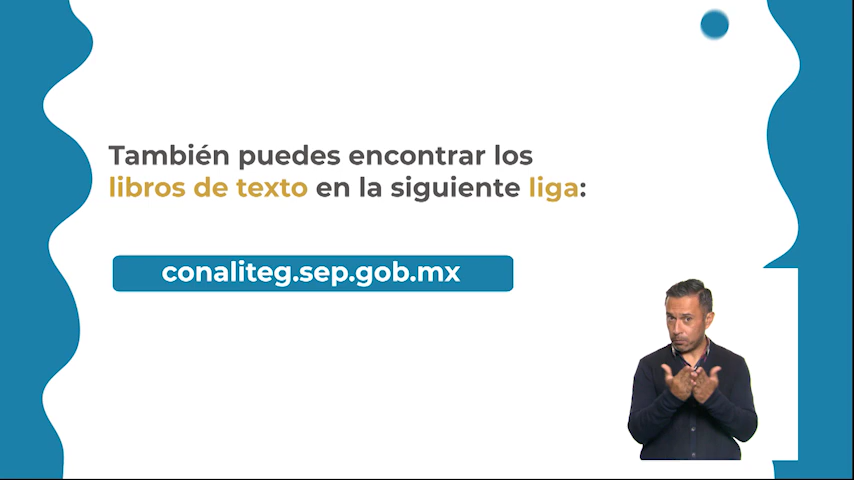 También puedes encontrar los
libros de texto en la siguiente liga:
conaliteg.sep.gob.mx